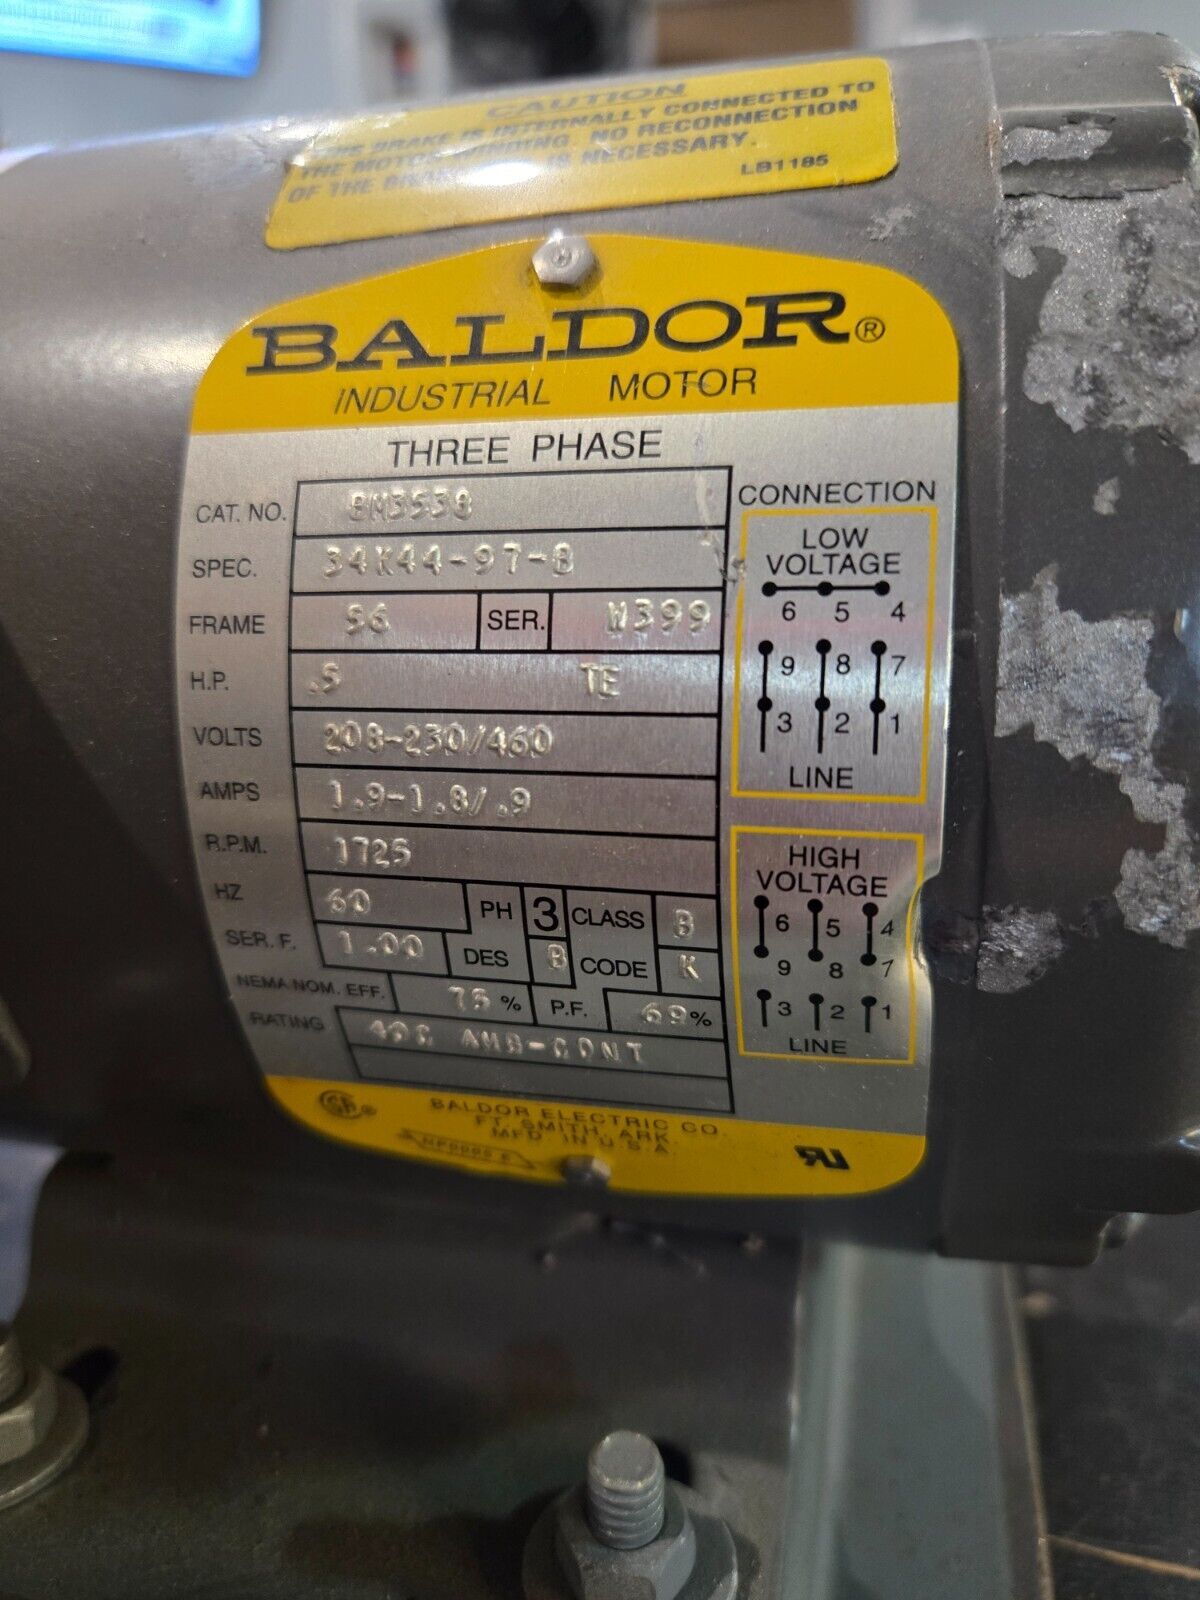 CAUTION
BRAKE IS INTERNALLY CONNECTED TO
THE MOTOR WINDING. NO RECONNECTION
OF THE IS NECESSARY.
LB1185
BALDOR®
INDUSTRIAL MOTOR
THREE PHASE
CAT. NO. BM3538
SPEC. 34K44-97-B
FRAME 56 SER. W399
H.P. .5 TE
VOLTS 208-230/460
AMPS 1.9-1.8/.9
R.P.M. 1725
HZ 60 PH 3 CLASS B
SER. F. 1.00 DES B CODE K
NEMA NOM. EFF. 75 % P.F. 69%
RATING 40C AMB-CONT
CONNECTION
LOW
VOLTAGE
6 5 4
9 8 7
3 2 1
LINE
HIGH
VOLTAGE
6 5 4
9 8 7
3 2 1
LINE
BALDOR ELECTRIC CO.
FT. SMITH, ARK.
MFD. IN U.S.A.